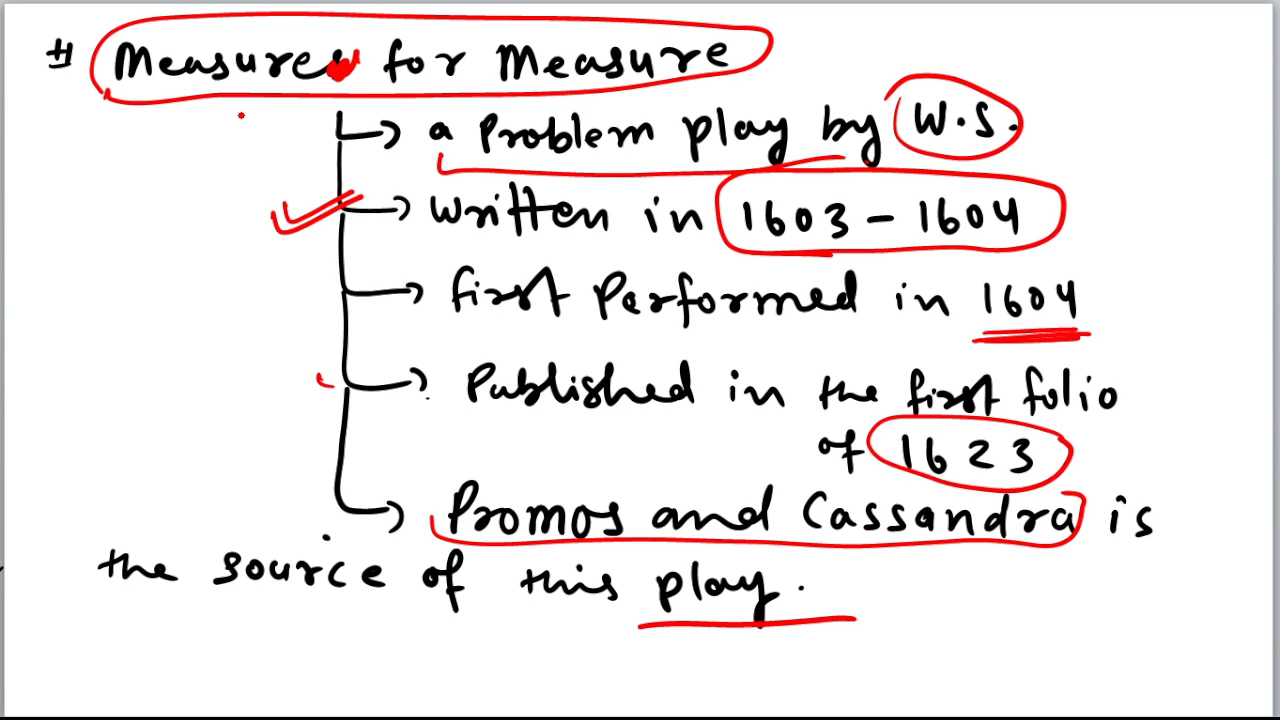 # Measure for Measure
a Problem play by W.S.
written in 1603 - 1604
first Performed in 1604
Published in the first folio
of 1623
Promos and Cassandra is
the source of this play.